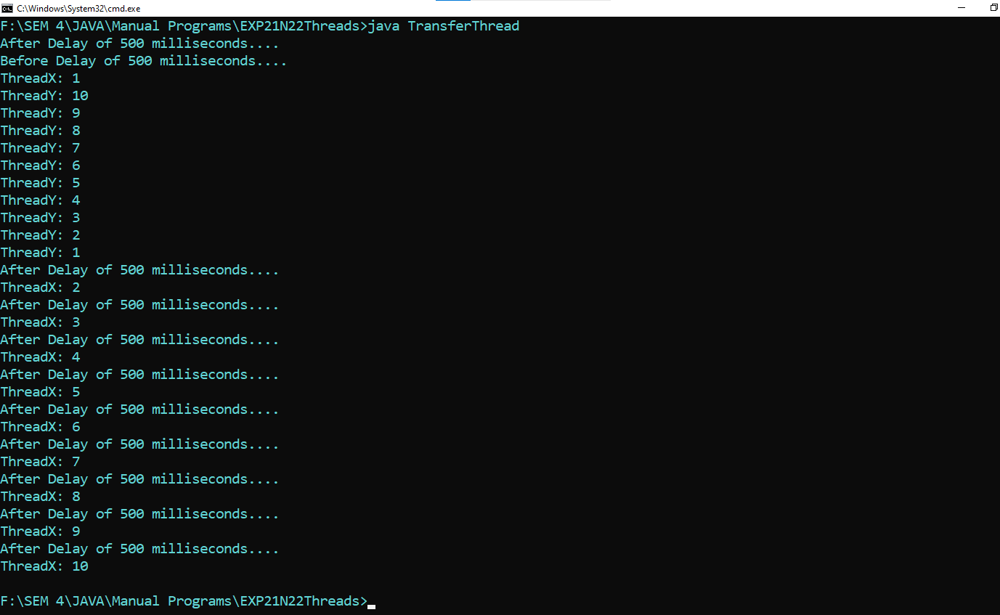 C:\Windows\System32\cmd.exe
F:\SEM 4\JAVA\Manual Programs\EXP21N22Threads>java TransferThread
After Delay of 500 milliseconds....
Before Delay of 500 milliseconds....
ThreadX: 1
ThreadY: 10
ThreadY: 9
ThreadY: 8
ThreadY: 7
ThreadY: 6
ThreadY: 5
ThreadY: 4
ThreadY: 3
ThreadY: 2
ThreadY: 1
After Delay of 500 milliseconds....
ThreadX: 2
After Delay of 500 milliseconds....
ThreadX: 3
After Delay of 500 milliseconds....
ThreadX: 4
After Delay of 500 milliseconds....
ThreadX: 5
After Delay of 500 milliseconds....
ThreadX: 6
After Delay of 500 milliseconds....
ThreadX: 7
After Delay of 500 milliseconds....
ThreadX: 8
After Delay of 500 milliseconds....
ThreadX: 9
After Delay of 500 milliseconds....
ThreadX: 10
F:\SEM 4\JAVA\Manual Programs\EXP21N22Threads>